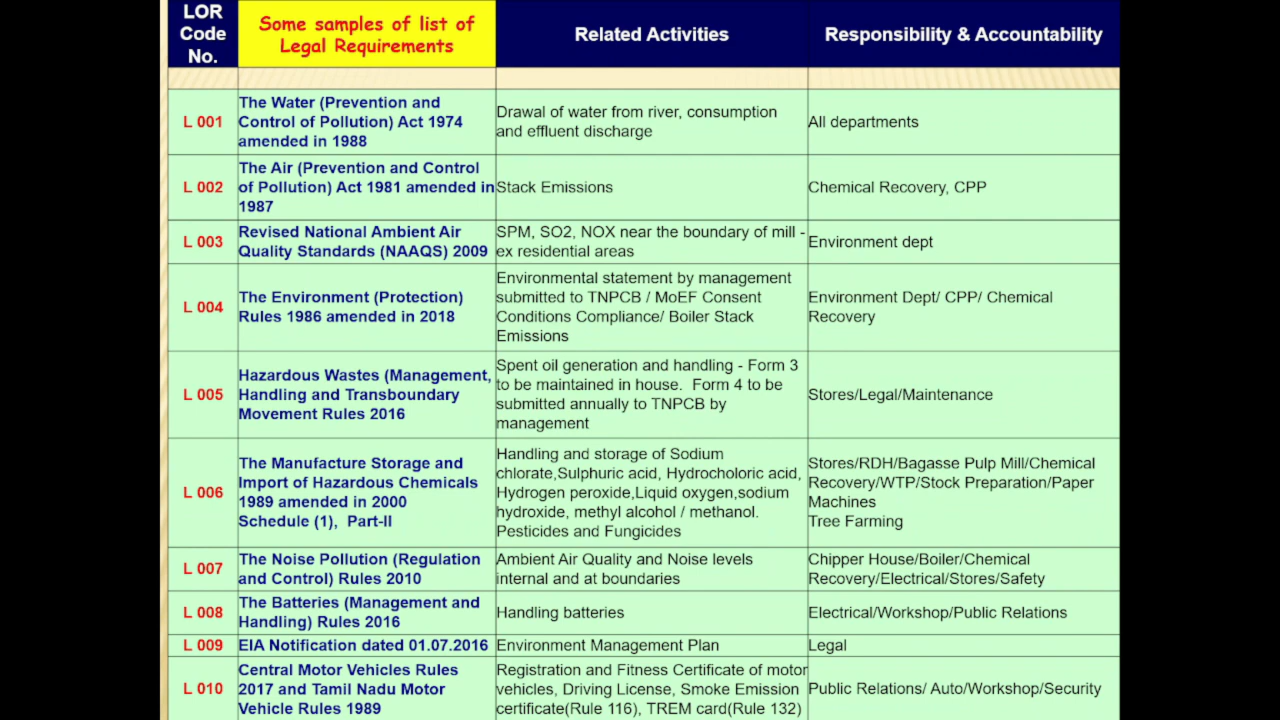 LOR
Code
No.
Some samples of list of
Legal Requirements
Related Activities
Responsibility & Accountability
L 001
The Water (Prevention and
Control of Pollution) Act 1974
amended in 1988
Drawal of water from river, consumption
and effluent discharge
All departments
L 002
The Air (Prevention and Control
of Pollution) Act 1981 amended in
1987
Stack Emissions
Chemical Recovery, CPP
L 003
Revised National Ambient Air
Quality Standards (NAAQS) 2009
SPM, SO2, NOX near the boundary of mill -
ex residential areas
Environment dept
L 004
The Environment (Protection)
Rules 1986 amended in 2018
Environmental statement by management
submitted to TNPCB / MoEF Consent
Conditions Compliance/ Boiler Stack
Emissions
Environment Dept/ CPP/ Chemical
Recovery
L 005
Hazardous Wastes (Management,
Handling and Transboundary
Movement Rules 2016
Spent oil generation and handling - Form 3
to be maintained in house. Form 4 to be
submitted annually to TNPCB by
management
Stores/Legal/Maintenance
L 006
The Manufacture Storage and
Import of Hazardous Chemicals
1989 amended in 2000
Schedule (1), Part-II
Handling and storage of Sodium
chlorate,Sulphuric acid, Hydrocholoric acid,
Hydrogen peroxide,Liquid oxygen,sodium
hydroxide, methyl alcohol / methanol.
Pesticides and Fungicides
Stores/RDH/Bagasse Pulp Mill/Chemical
Recovery/WTP/Stock Preparation/Paper
Machines
Tree Farming
L 007
The Noise Pollution (Regulation
and Control) Rules 2010
Ambient Air Quality and Noise levels
internal and at boundaries
Chipper House/Boiler/Chemical
Recovery/Electrical/Stores/Safety
L 008
The Batteries (Management and
Handling) Rules 2016
Handling batteries
Electrical/Workshop/Public Relations
L 009
EIA Notification dated 01.07.2016
Environment Management Plan
Legal
L 010
Central Motor Vehicles Rules
2017 and Tamil Nadu Motor
Vehicle Rules 1989
Registration and Fitness Certificate of motor
vehicles, Driving License, Smoke Emission
certificate(Rule 116), TREM card(Rule 132)
Public Relations/ Auto/Workshop/Security